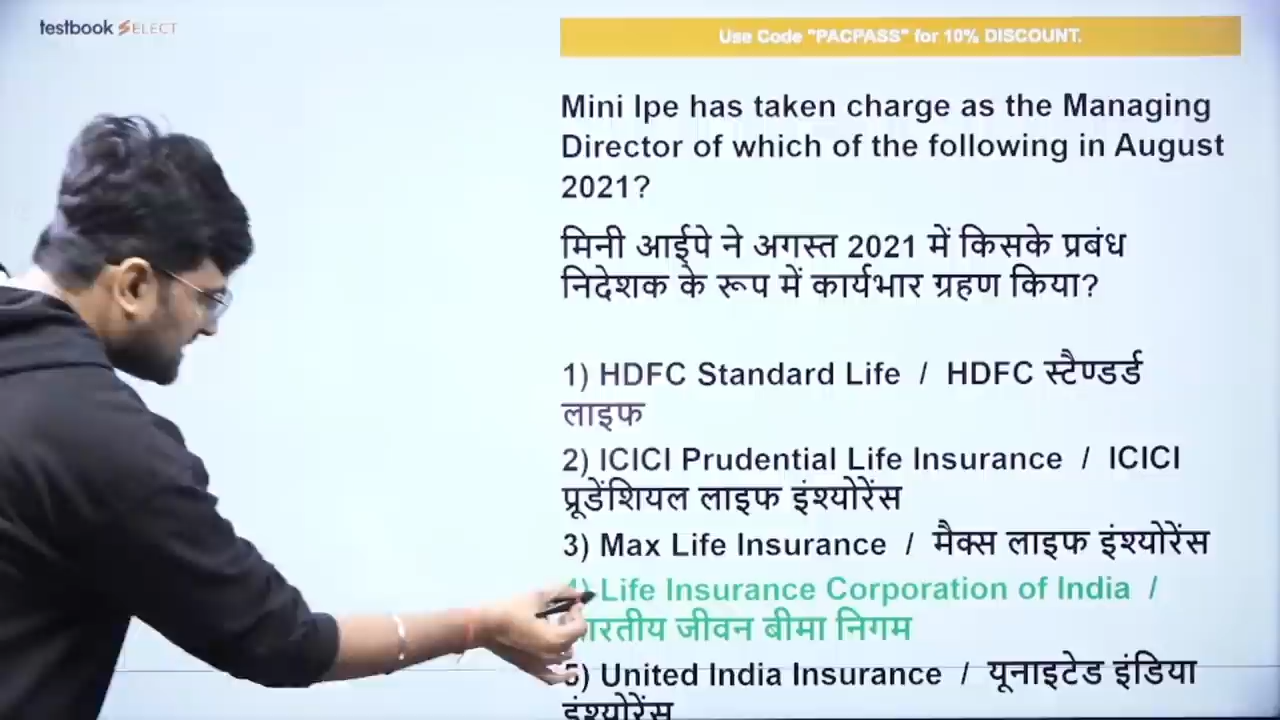 testbook SELECT
Use Code "PACPASS" for 10% DISCOUNT.
Mini Ipe has taken charge as the Managing
Director of which of the following in August
2021?
मिनी आईपे ने अगस्त 2021 में किसके प्रबंध
निदेशक के रूप में कार्यभार ग्रहण किया?
1) HDFC Standard Life / HDFC स्टैण्डर्ड
लाइफ
2) ICICI Prudential Life Insurance / ICICI
प्रूडेंशियल लाइफ इंश्योरेंस
3) Max Life Insurance / मैक्स लाइफ इंश्योरेंस
4) Life Insurance Corporation of India /
भारतीय जीवन बीमा निगम
5) United India Insurance / यूनाइटेड इंडिया
इंश्योरेंस